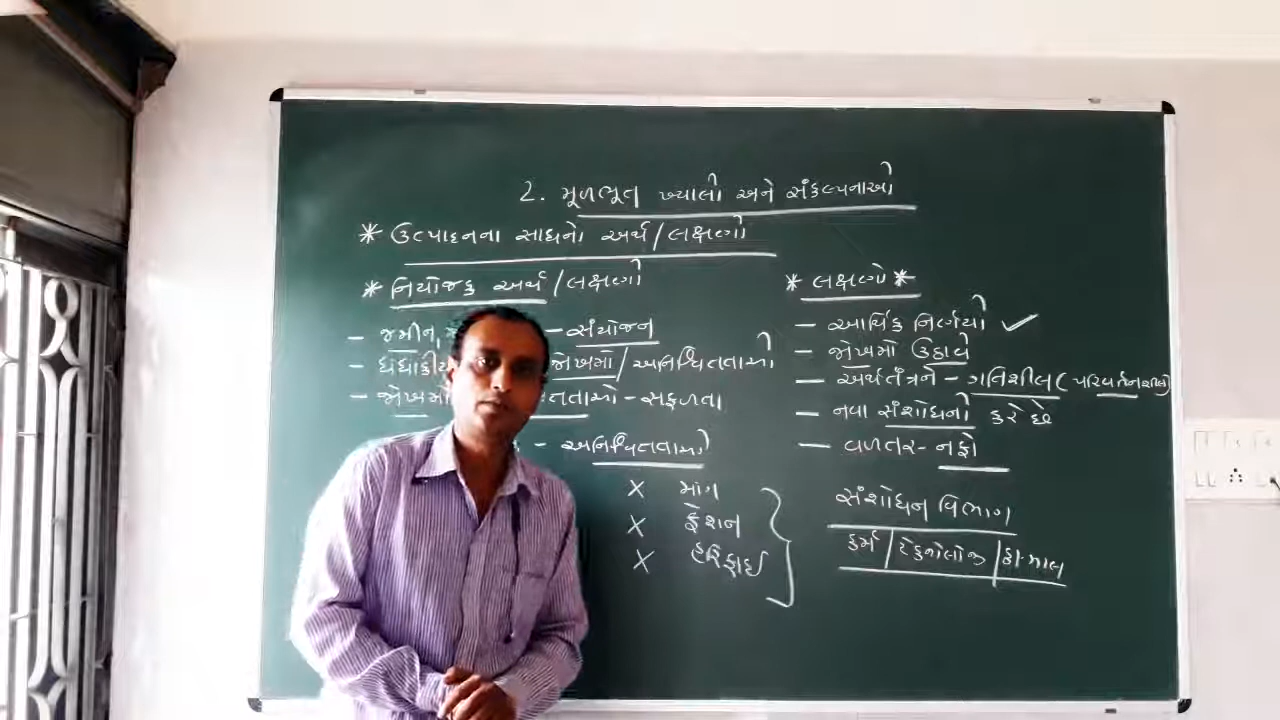 2. મૂળભૂત ખ્યાલો અને સંકલ્પનાઓ
* ઉત્પાદનના સાધનો અર્થ/લક્ષણો
* નિયોજક અર્થ/લક્ષણો
- જમીન, - સંયોજન
- ધંધાકીય જોખમો/અનિશ્ચિતતાઓ
- જોખમો - સફળતા
- અનિશ્ચિતતાઓ
X માંગ
X ફેશન
X હરિફાઈ
* લક્ષણો *
- આર્થિક નિર્ણયો ✓
- જોખમો ઉઠાવે
- અર્થતંત્રને - ગતિશીલ (પરિવર્તનશીલ)
- નવા સંશોધનો કરે છે
- વળતર - નફો
સંશોધન વિભાગ
ફર્મ | ટેકનોલોજી | કા.માલ